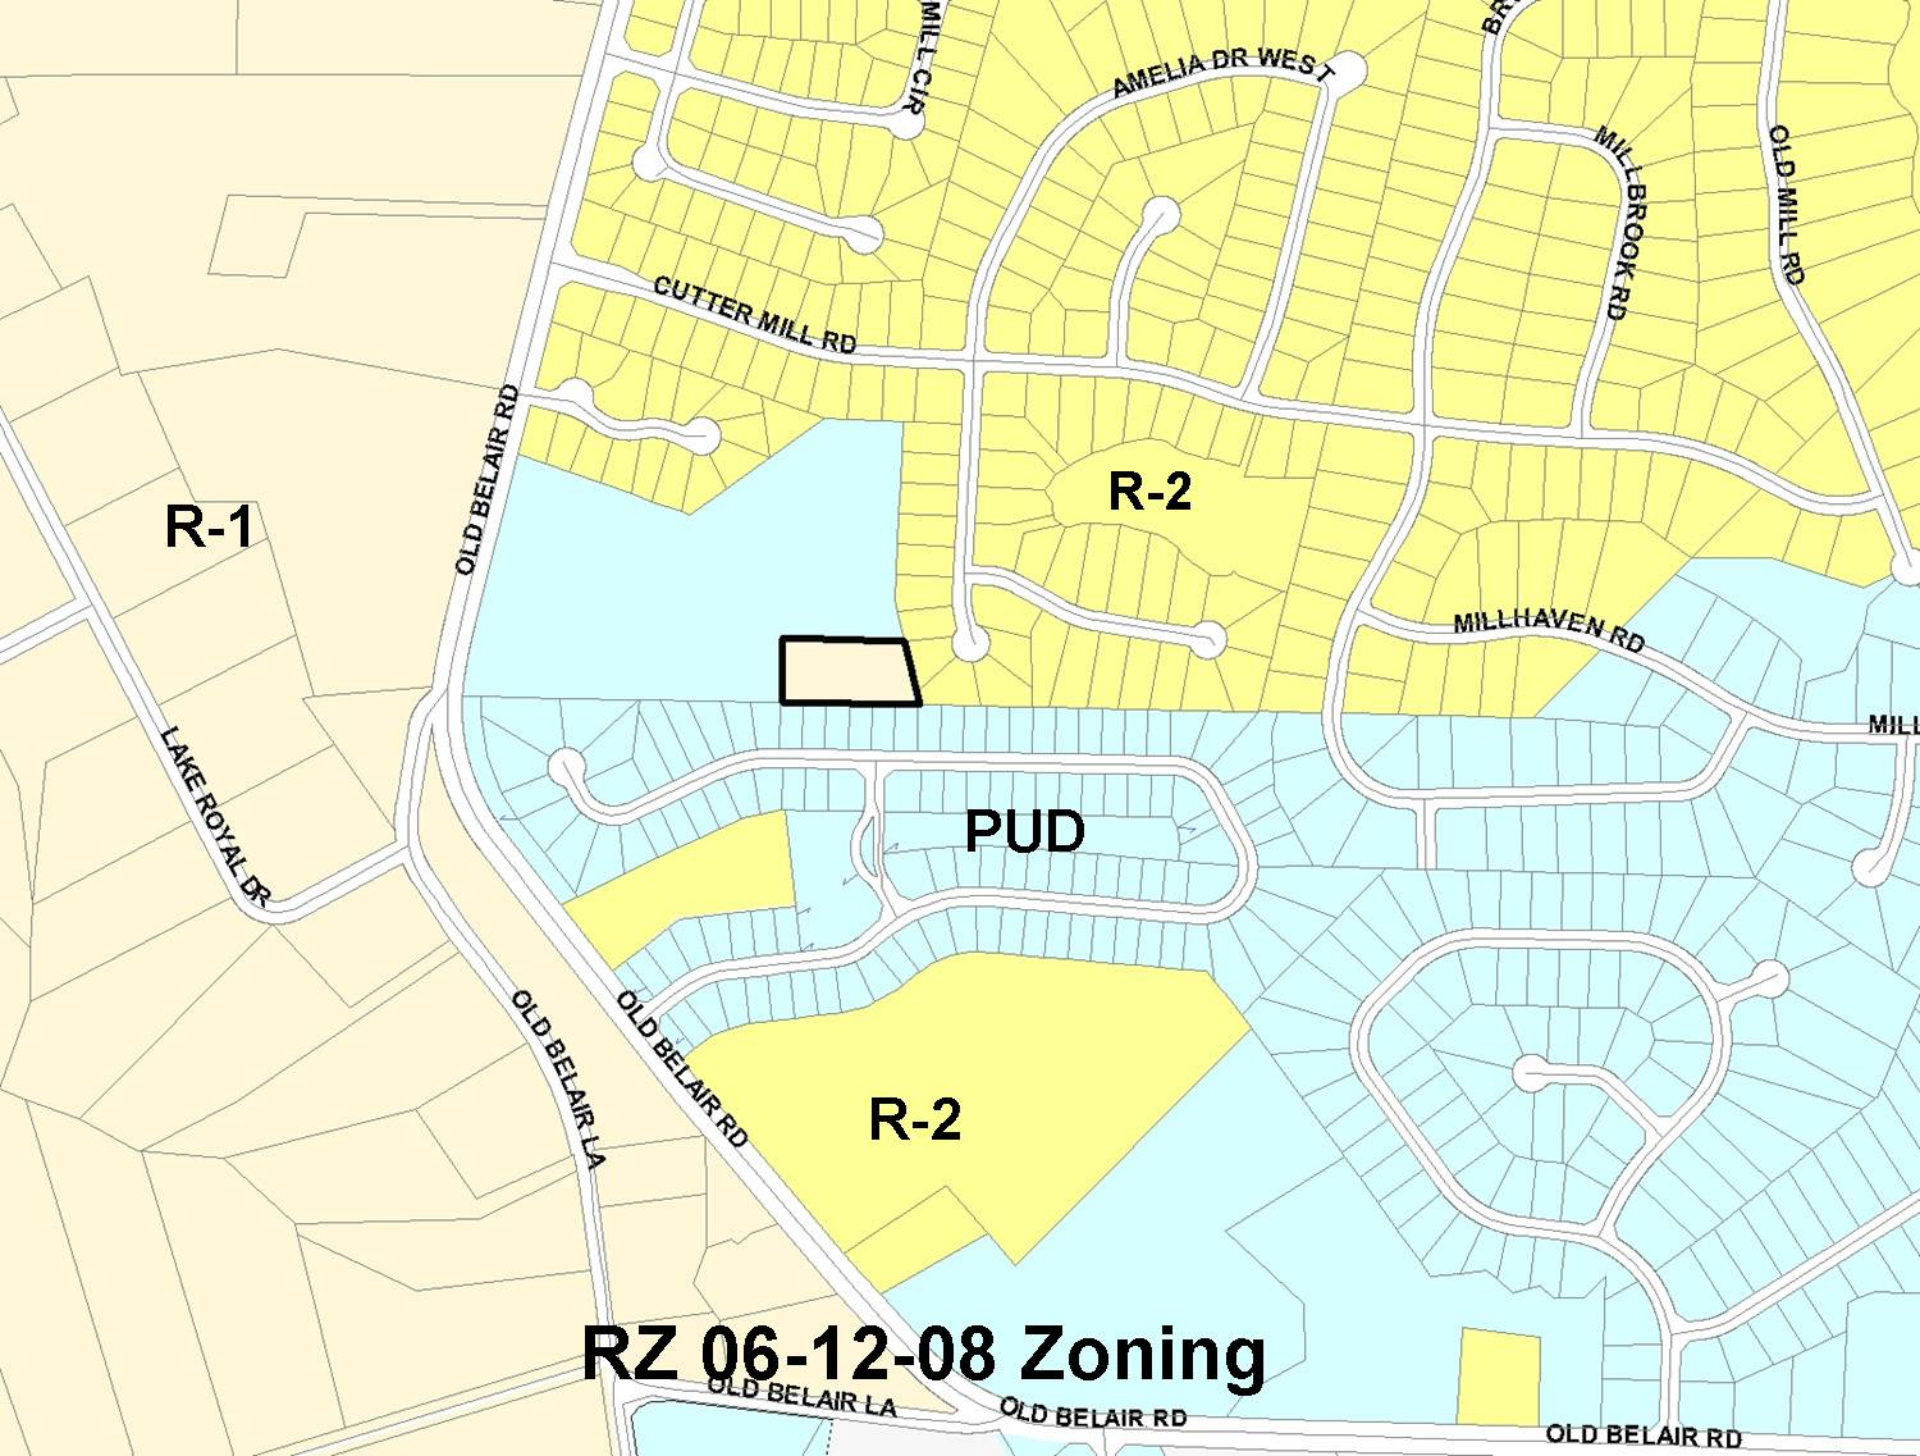 MILL CIR
AMELIA DR WEST
MILLBROOK RD
OLD MILL RD
CUTTER MILL RD
OLD BELAIR RD
R-2
R-1
MILLHAVEN RD
MILL
LAKE ROYAL DR
PUD
OLD BELAIR LA
OLD BELAIR RD
R-2
RZ 06-12-08 Zoning
OLD BELAIR LA
OLD BELAIR RD
OLD BELAIR RD